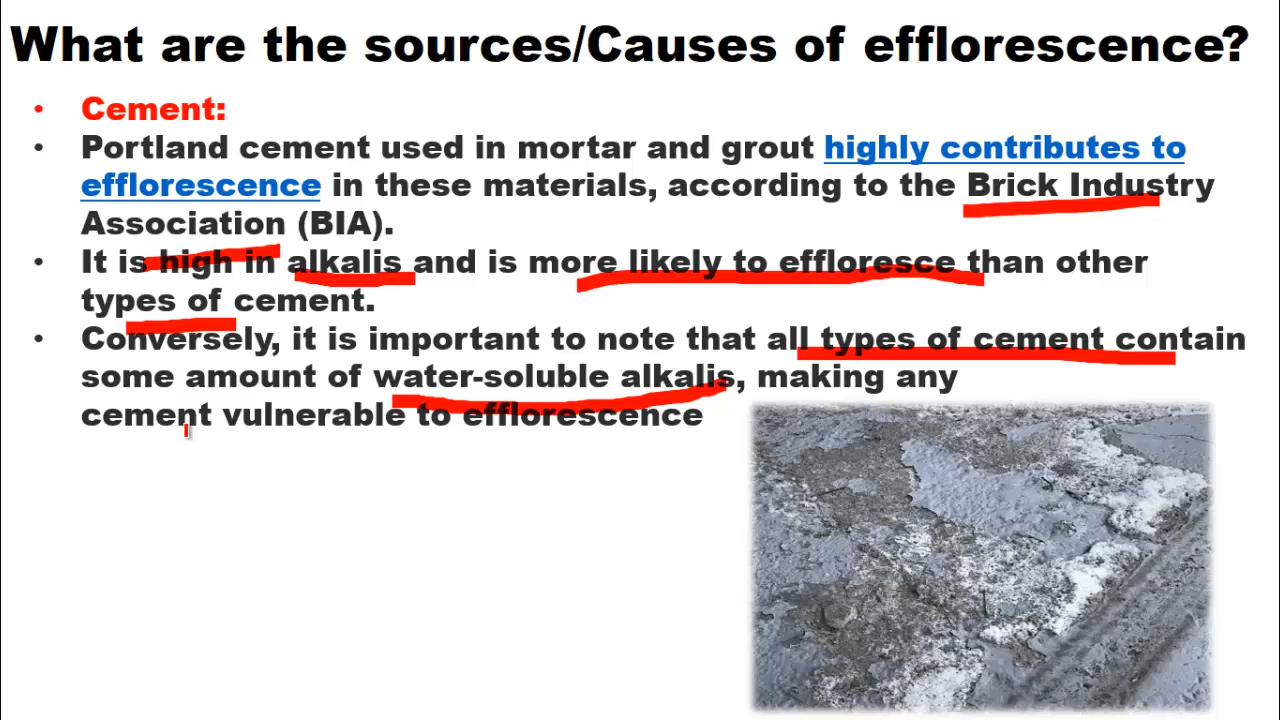 What are the sources/Causes of efflorescence?
• Cement:
• Portland cement used in mortar and grout highly contributes to
efflorescence in these materials, according to the Brick Industry
Association (BIA).
• It is high in alkalis and is more likely to effloresce than other
types of cement.
• Conversely, it is important to note that all types of cement contain
some amount of water-soluble alkalis, making any
cement vulnerable to efflorescence